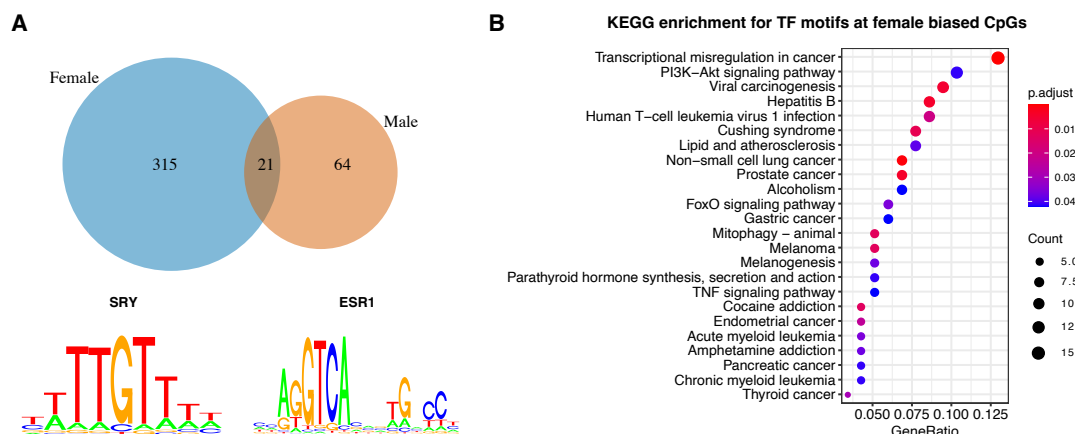 A
Female
Male
315
21
64
SRY
ESR1
B
KEGG enrichment for TF motifs at female biased CpGs
Transcriptional misregulation in cancer
PI3K−Akt signaling pathway
Viral carcinogenesis
Hepatitis B
Human T−cell leukemia virus 1 infection
Cushing syndrome
Lipid and atherosclerosis
Non−small cell lung cancer
Prostate cancer
Alcoholism
FoxO signaling pathway
Gastric cancer
Mitophagy − animal
Melanoma
Melanogenesis
Parathyroid hormone synthesis, secretion and action
TNF signaling pathway
Cocaine addiction
Endometrial cancer
Acute myeloid leukemia
Amphetamine addiction
Pancreatic cancer
Chronic myeloid leukemia
Thyroid cancer
0.050 0.075 0.100 0.125
GeneRatio
p.adjust
0.01
0.02
0.03
0.04
Count
5.0
7.5
10
12
15